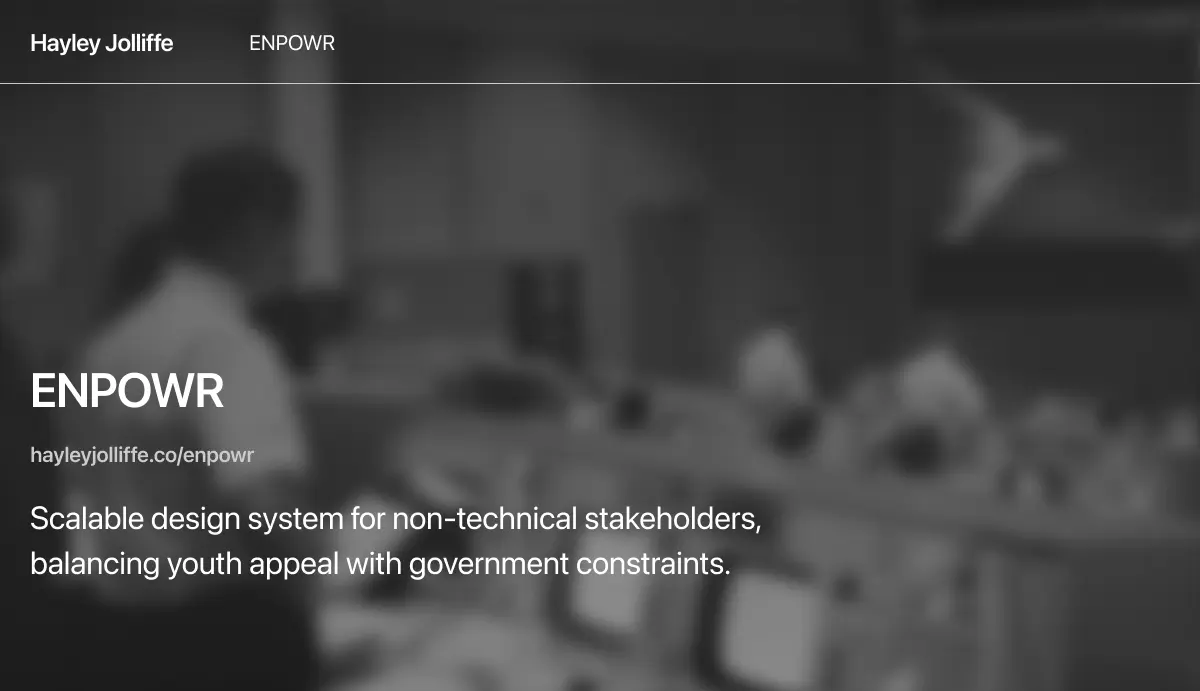 Hayley Jolliffe
ENPOWR
ENPOWR
hayleyjolliffe.co/enpowr
Scalable design system for non-technical stakeholders,
balancing youth appeal with government constraints.